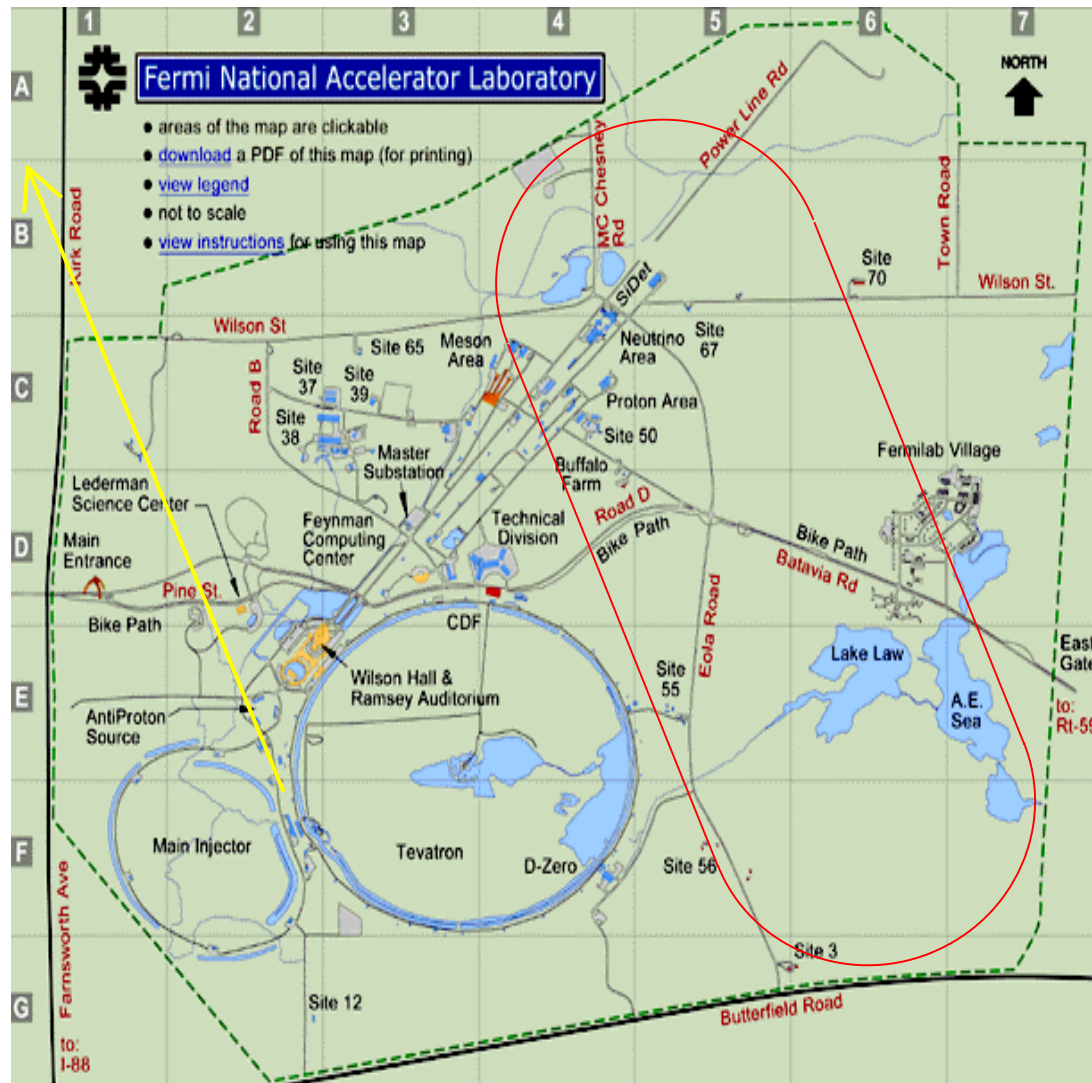 1 2 3 4 5 6 7
A
B
C
D
E
F
G
Fermi National Accelerator Laboratory
NORTH
● areas of the map are clickable
● download a PDF of this map (for printing)
● view legend
● not to scale
● view instructions for using this map
Kirk Road
MC Chesney
Rd
Power Line Rd
Town Road
Site
70
Wilson St.
SiDet
Wilson St
Site 65
Meson
Area
Neutrino
Area
Site
67
Road B
Site
37
Site
39
Site
38
Proton Area
Site 50
Master
Substation
Buffalo
Farm
Fermilab Village
Lederman
Science Center
Feynman
Computing
Center
Technical
Division
Road D
Bike Path
Bike Path
Batavia Rd
Main
Entrance
Pine St.
Bike Path
CDF
Eola Road
Wilson Hall &
Ramsey Auditorium
Site
55
Lake Law
A.E.
Sea
East
Gate
to:
Rt-59
AntiProton
Source
Main Injector
Tevatron
D-Zero
Site 56
Farnsworth Ave
Site 3
Site 12
Butterfield Road
to:
I-88